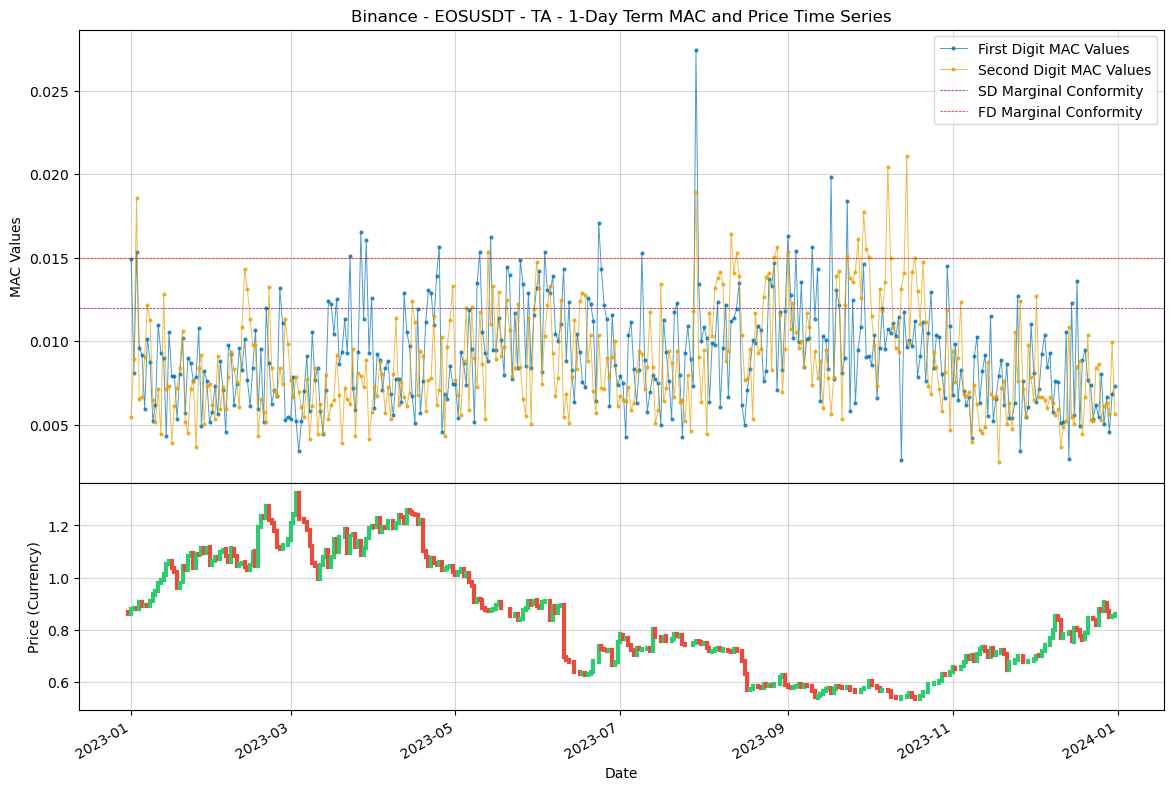 Binance - EOSUSDT - TA - 1-Day Term MAC and Price Time Series
First Digit MAC Values
Second Digit MAC Values
SD Marginal Conformity
FD Marginal Conformity
MAC Values
0.025
0.020
0.015
0.010
0.005
Price (Currency)
1.2
1.0
0.8
0.6
2023-01
2023-03
2023-05
2023-07
2023-09
2023-11
2024-01
Date